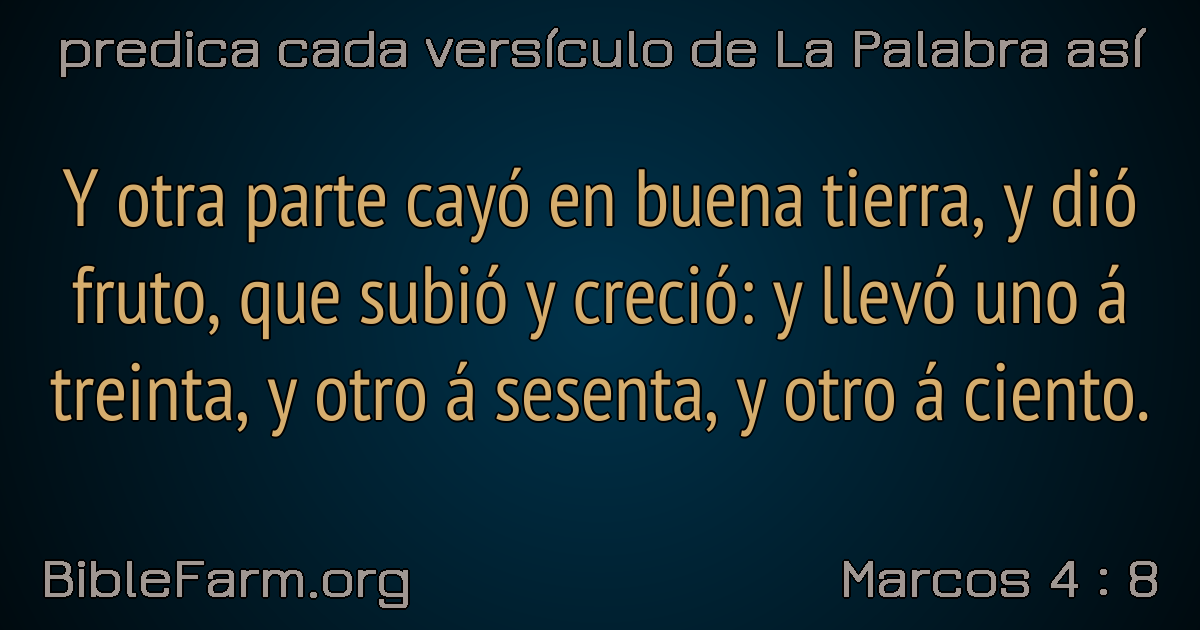 predica cada versículo de La Palabra así
Y otra parte cayó en buena tierra, y dió
fruto, que subió y creció: y llevó uno á
treinta, y otro á sesenta, y otro á ciento.
BibleFarm.org
Marcos 4 : 8